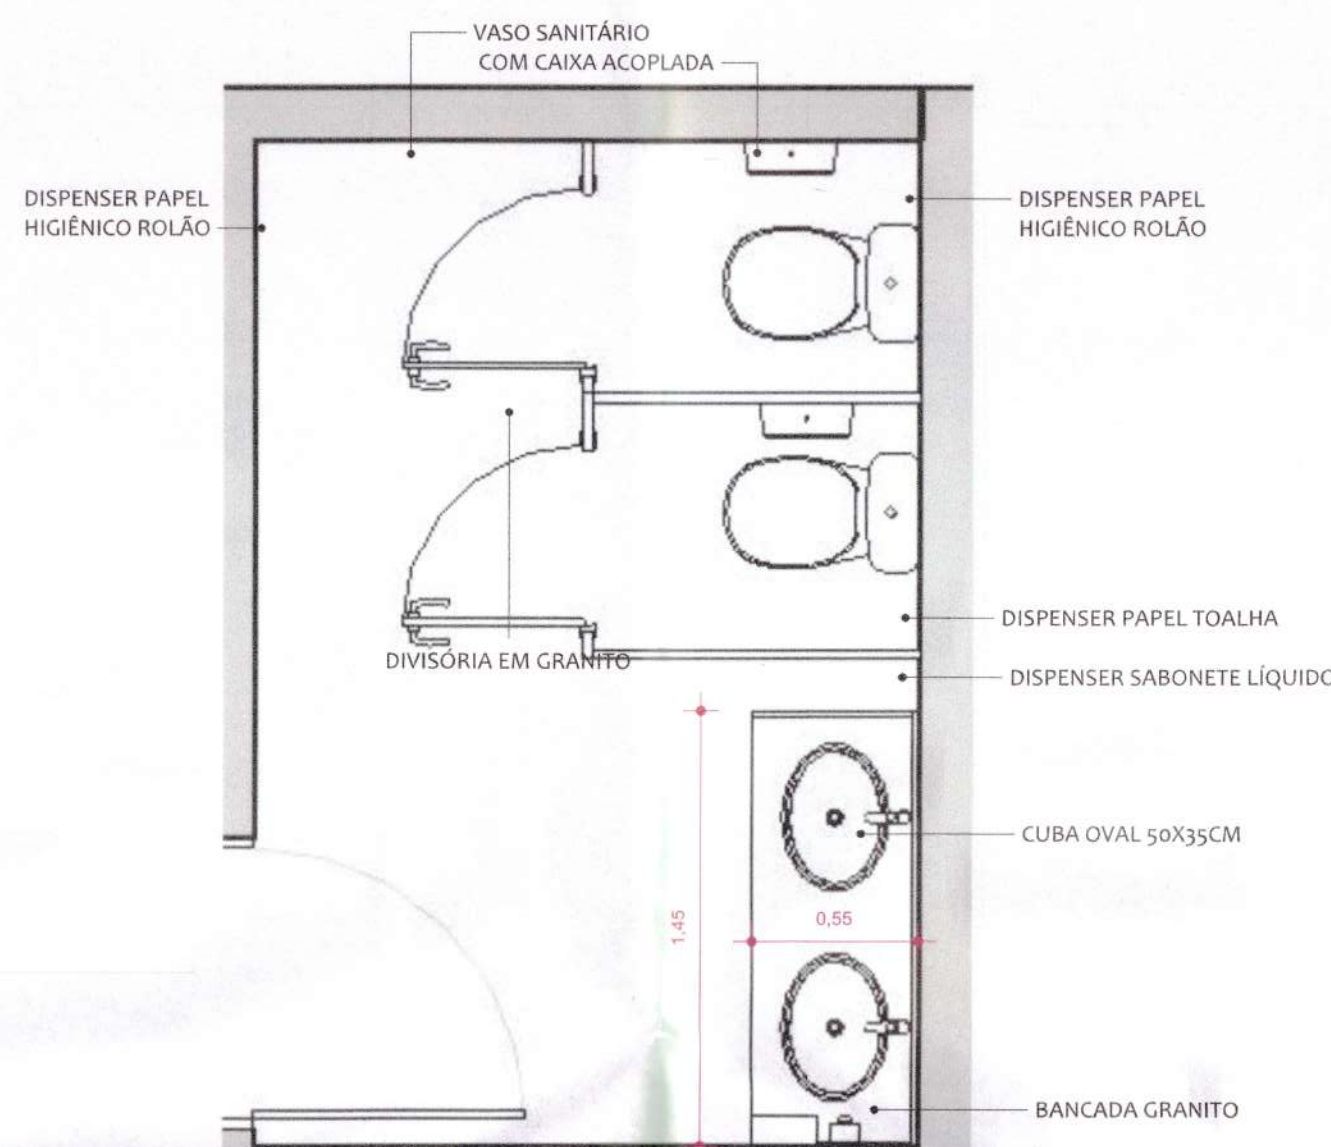 VASO SANITÁRIO
COM CAIXA ACOPLADA
DISPENSER PAPEL
HIGIÊNICO ROLÃO
DISPENSER PAPEL
HIGIÊNICO ROLÃO
DISPENSER PAPEL TOALHA
DIVISÓRIA EM GRANITO
DISPENSER SABONETE LÍQUIDO
CUBA OVAL 50X35CM
0,55
1,45
BANCADA GRANITO